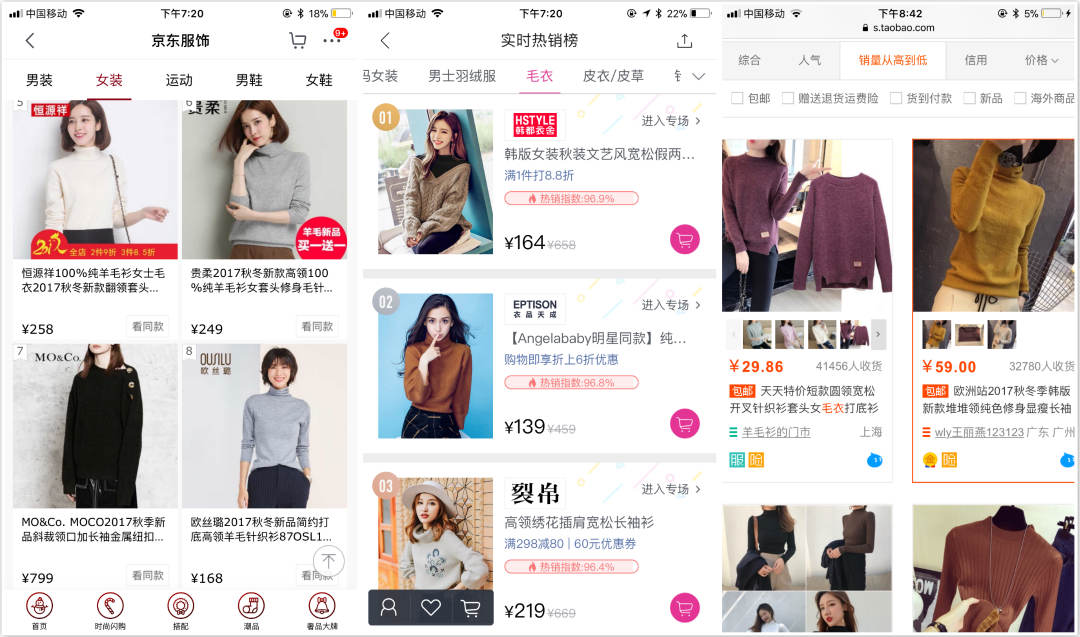 中国移动
下午7:20
18%
京东服饰
9+
男装
女装
运动
男鞋
女鞋
5
恒源祥
全店 2件9折 3件8.5折
恒源祥100%纯羊毛衫女士毛
衣2017秋冬新款翻领套头...
¥258
看同款
6
贵柔
羊毛新品
买一送一
贵柔2017秋冬新款高领100
%纯羊毛衫女套头修身毛针...
¥249
看同款
7
MO&Co.
MO&Co. MOCO2017秋季新
品斜裁领口加长袖金属纽扣...
¥799
看同款
8
OUSILU
欧丝璐
欧丝璐2017秋冬新品简约打
底高领羊毛针织衫87OSL1...
¥168
看同款
首页
时尚闪购
搭配
潮品
奢品大牌
中国移动
下午7:20
22%
实时热销榜
妈女装
男士羽绒服
毛衣
皮衣/皮草
01
HSTYLE
韩都衣舍
进入专场
韩版女装秋装文艺风宽松假两...
满1件打8.8折
热销指数:96.9%
¥164
¥658
02
EPTISON
衣品天成
进入专场
【Angelababy明星同款】纯...
购物即享折上6折优惠
热销指数:96.8%
¥139
¥459
03
裂帛
进入专场
高领绣花插肩宽松长袖衫
满298减80 | 60元优惠券
热销指数:96.4%
¥219
¥669
中国移动
下午8:42
5%
s.taobao.com
综合
人气
销量从高到低
信用
价格
包邮
赠送退货运费险
货到付款
新品
海外商品
¥29.86
41456人收货
包邮 天天特价短款圆领宽松
开叉针织衫套头女毛衣打底衫
羊毛衫的门市
上海
¥59.00
32780人收货
包邮 欧洲站2017秋冬季韩版
新款堆堆领纯色修身显瘦长袖
wly王丽燕123123
广东 广州